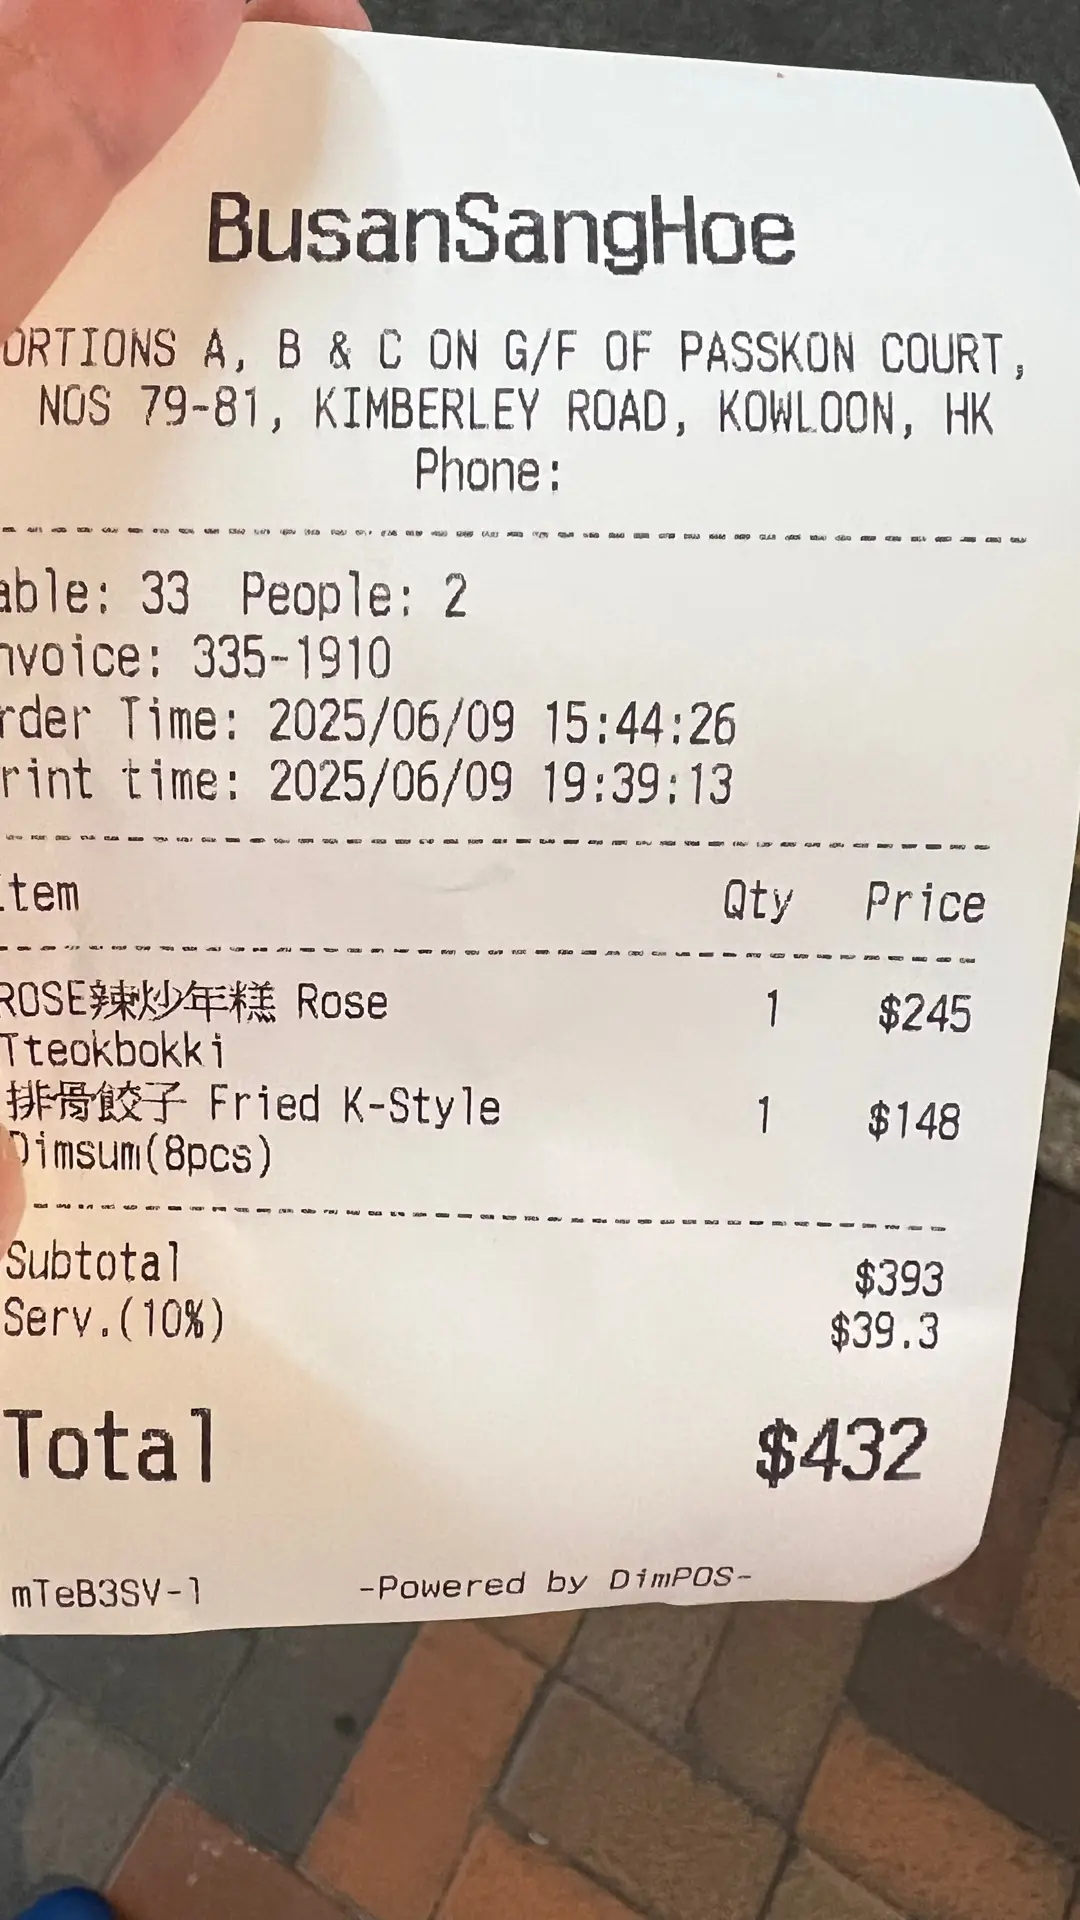 BusanSangHoe
ORTIONS A, B & C ON G/F OF PASSKON COURT,
NOS 79-81, KIMBERLEY ROAD, KOWLOON, HK
Phone:
able: 33 People: 2
nvoice: 335-1910
rder Time: 2025/06/09 15:44:26
rint time: 2025/06/09 19:39:13
tem Qty Price
ROSE辣炒年糕 Rose 1 $245
Tteokbokki
排骨餃子 Fried K-Style 1 $148
Dimsum(8pcs)
Subtotal $393
Serv.(10%) $39.3
Total $432
mTeB3SV-1 -Powered by DimPOS-